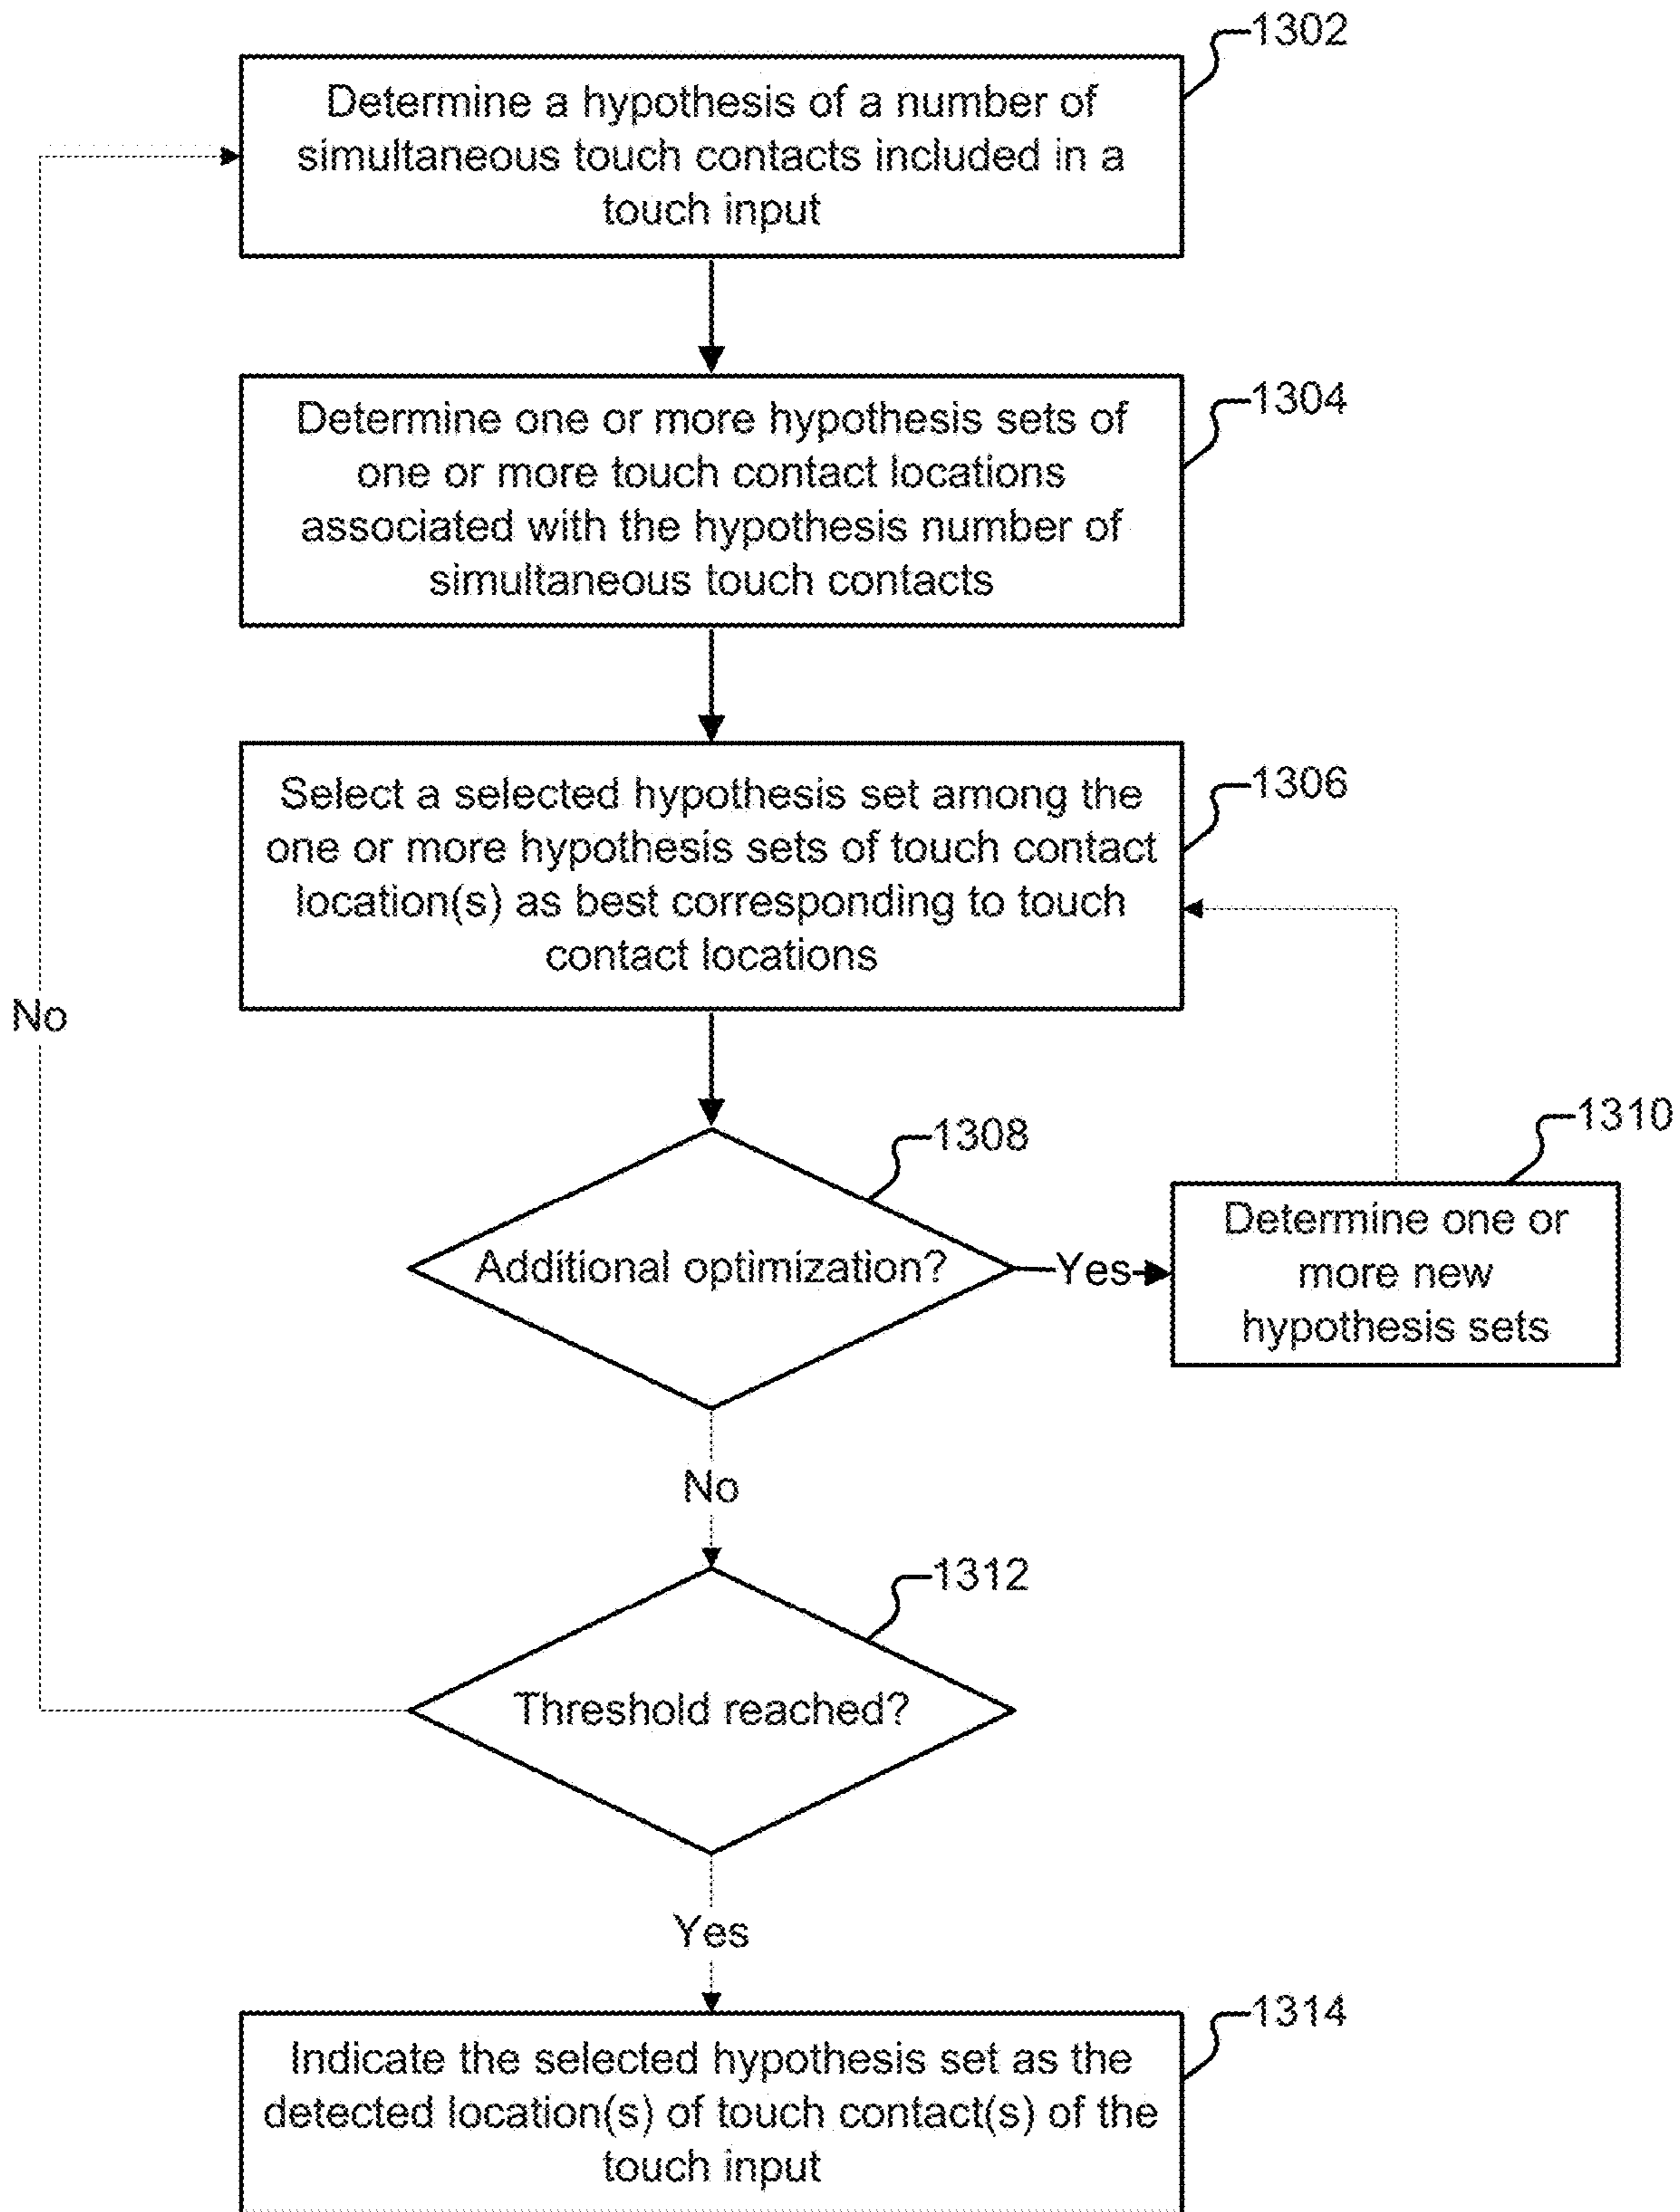 1302
Determine a hypothesis of a number of
simultaneous touch contacts included in a
touch input
1304
Determine one or more hypothesis sets of
one or more touch contact locations
associated with the hypothesis number of
simultaneous touch contacts
1306
Select a selected hypothesis set among the
one or more hypothesis sets of touch contact
location(s) as best corresponding to touch
contact locations
No
1308
Additional optimization?
Yes
1310
Determine one or
more new
hypothesis sets
No
1312
Threshold reached?
Yes
1314
Indicate the selected hypothesis set as the
detected location(s) of touch contact(s) of the
touch input